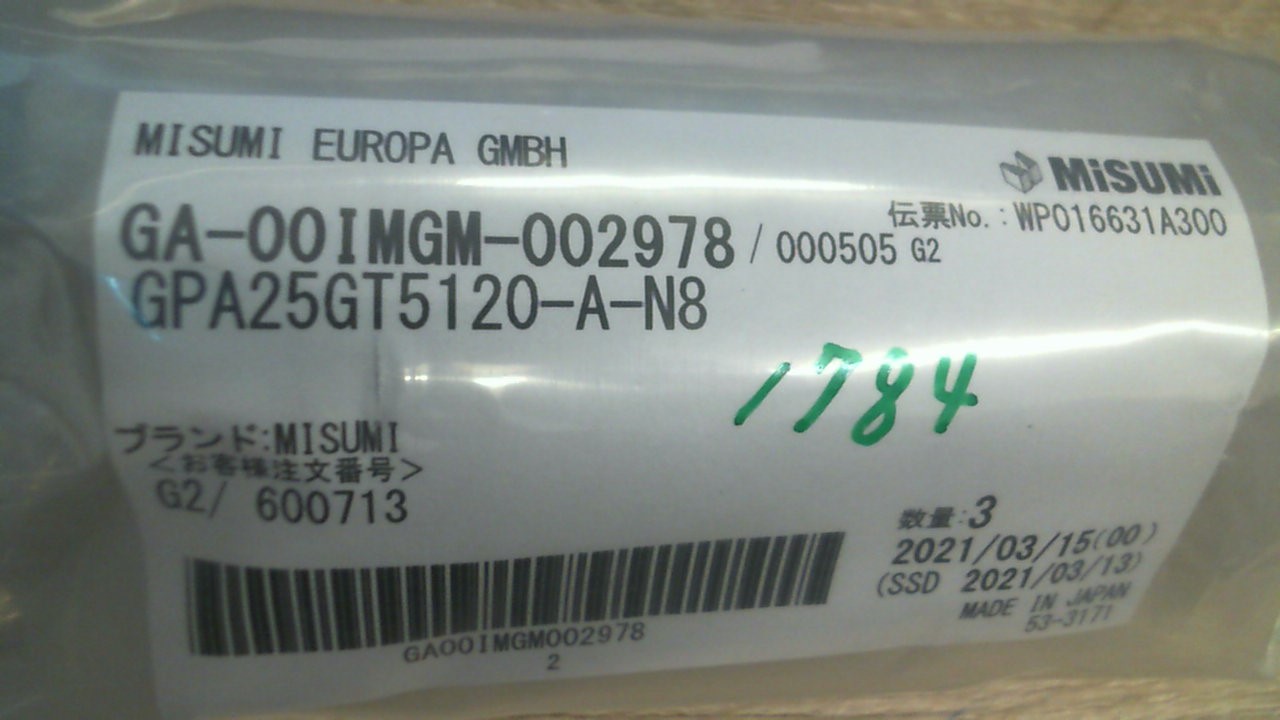 MISUMI EUROPA GMBH
MiSUMi
伝票No.:WP016631A300
GA-00IMGM-002978/000505 G2
GPA25GT5120-A-N8
1784
ブランド:MISUMI
<お客様注文番号>
G2/ 600713
数量:3
2021/03/15(00)
(SSD 2021/03/13)
MADE IN JAPAN
53-3171
GA00IMGM002978
2